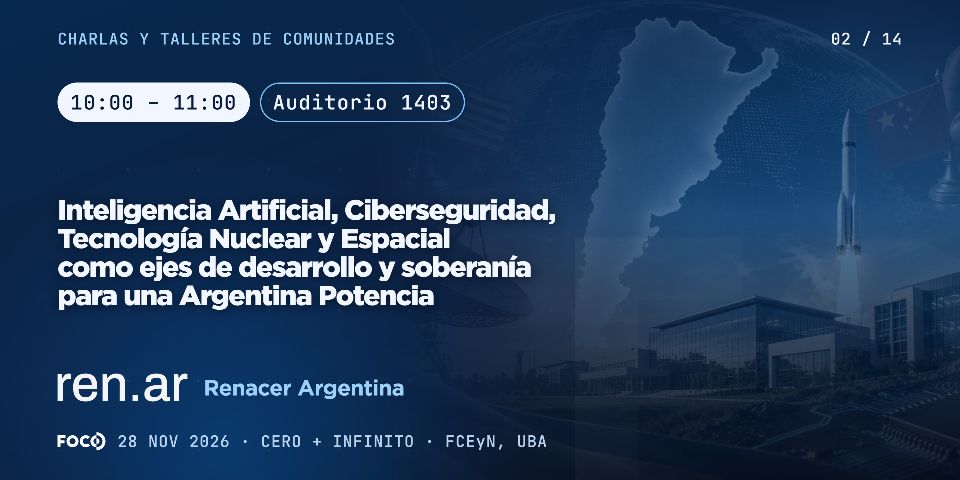 CHARLAS Y TALLERES DE COMUNIDADES
02 / 14
10:00 – 11:00
Auditorio 1403
Inteligencia Artificial, Ciberseguridad,
Tecnología Nuclear y Espacial
como ejes de desarrollo y soberanía
para una Argentina Potencia
ren.ar Renacer Argentina
FOCO 28 NOV 2026 · CERO + INFINITO · FCEyN, UBA